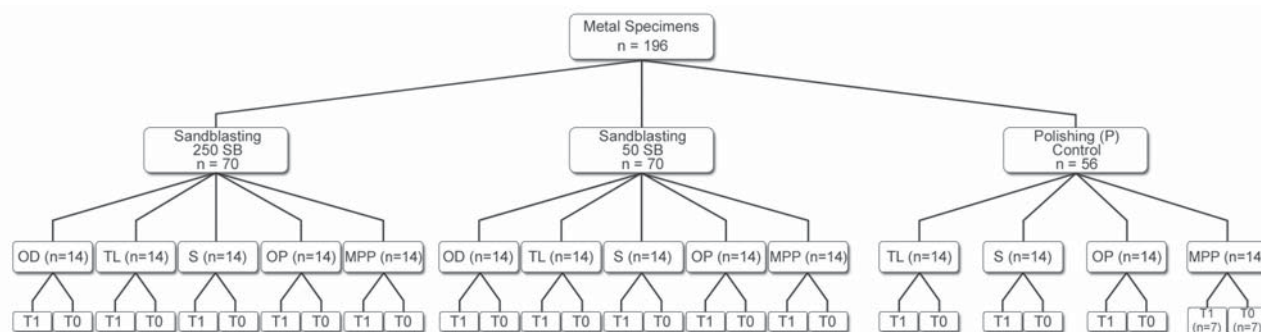 Metal Specimens
n = 196
Sandblasting
250 SB
n = 70
Sandblasting
50 SB
n = 70
Polishing (P)
Control
n = 56
OD (n=14) TL (n=14) S (n=14) OP (n=14) MPP (n=14) OD (n=14) TL (n=14) S (n=14) OP (n=14) MPP (n=14) TL (n=14) S (n=14) OP (n=14) MPP (n=14
T1 T0 T1 T0 T1 T0 T1 T0 T1 T0 T1 T0 T1 T0 T1 T0 T1 T0 T1 T0 T1 T0 T1 T0 T1 T0 T1 T0
(n=7) (n=7)